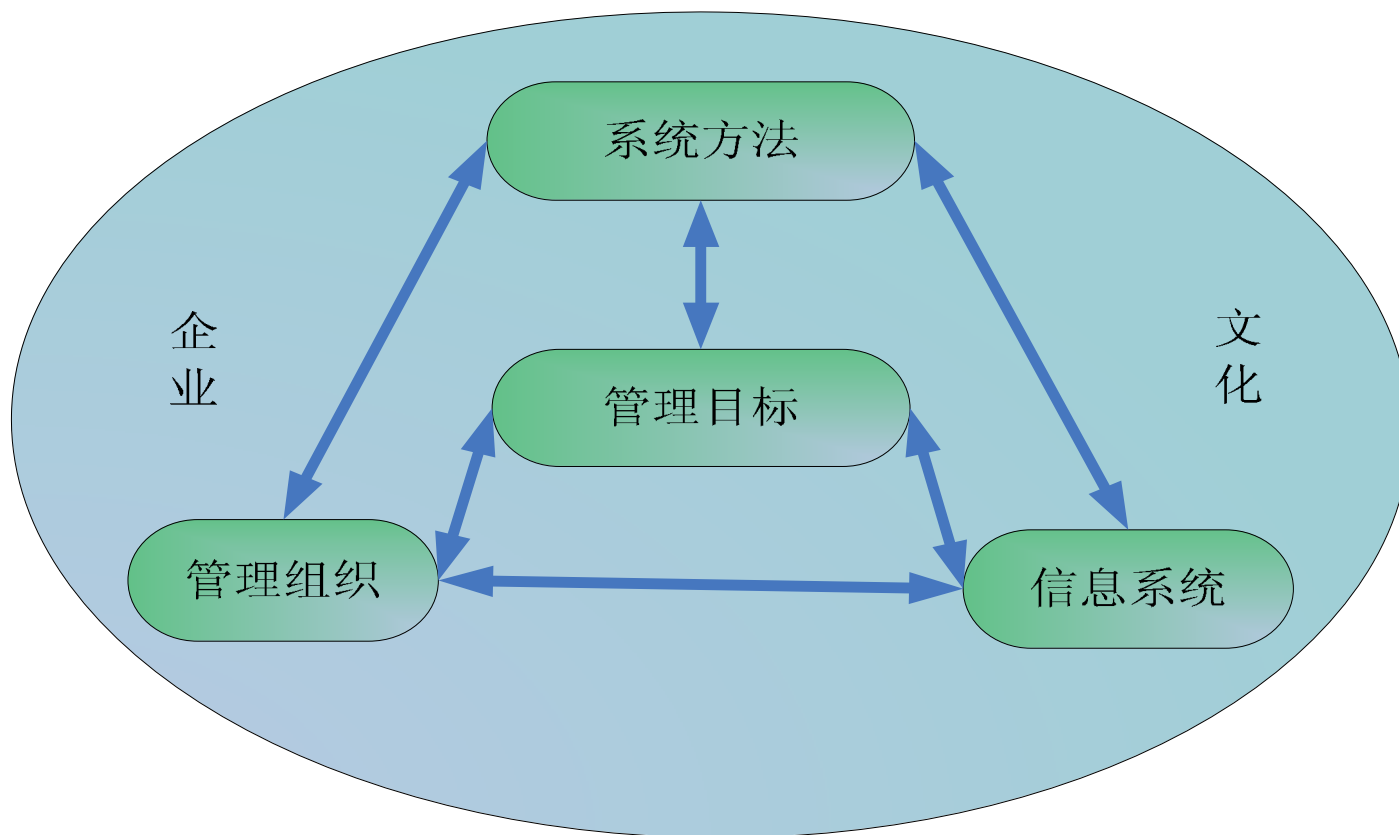 系统方法
企
业
文
化
管理目标
管理组织
信息系统